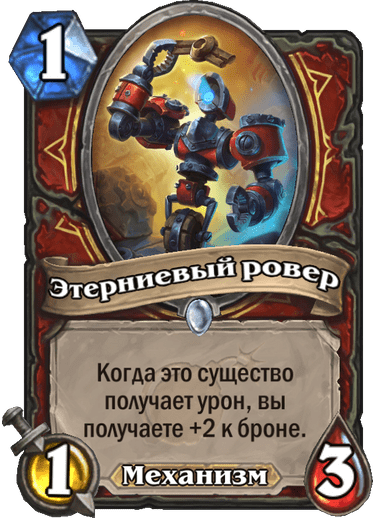 1
Этерниевый ровер
Когда это существо
получает урон, вы
получаете +2 к броне.
1
Механизм
3